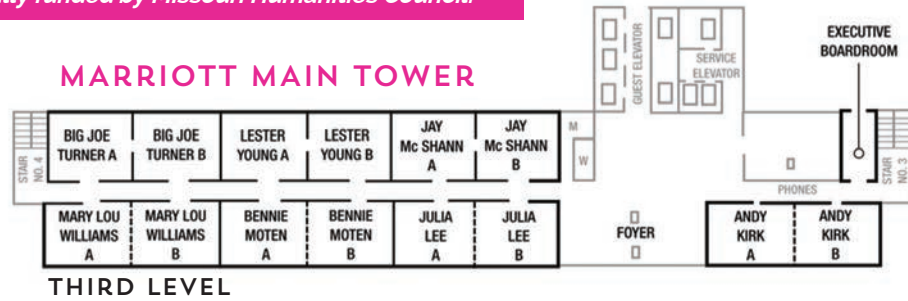 lly funded by Missouri Humanities Council.
MARRIOTT MAIN TOWER
EXECUTIVE
BOARDROOM
GUEST ELEVATOR
SERVICE
ELEVATOR
STAIR
NO. 4
BIG JOE
TURNER A
BIG JOE
TURNER B
LESTER
YOUNG A
LESTER
YOUNG B
JAY
Mc SHANN
A
JAY
Mc SHANN
B
M
W
PHONES
STAIR
NO. 3
MARY LOU
WILLIAMS
A
MARY LOU
WILLIAMS
B
BENNIE
MOTEN
A
BENNIE
MOTEN
B
JULIA
LEE
A
JULIA
LEE
B
FOYER
ANDY
KIRK
A
ANDY
KIRK
B
THIRD LEVEL